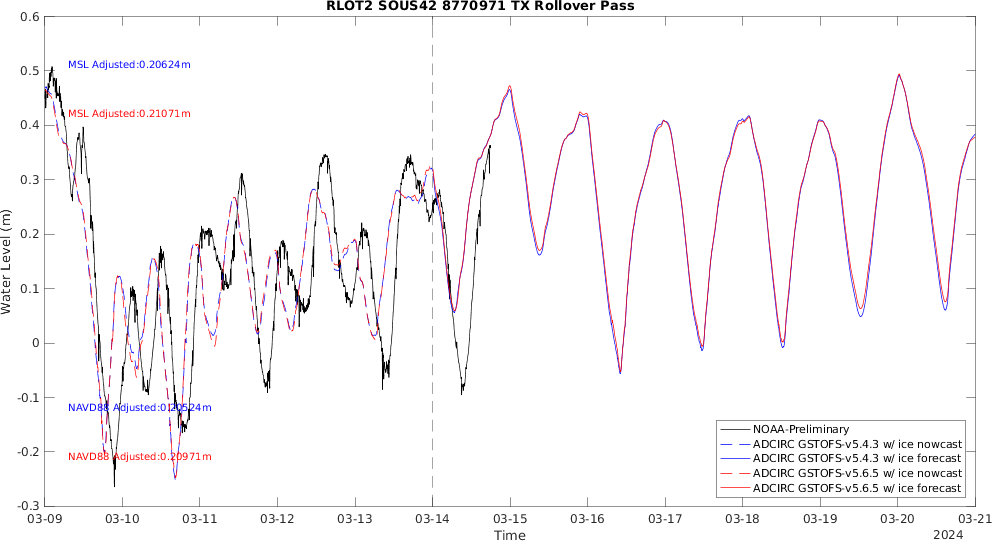 RLOT2 SOUS42 8770971 TX Rollover Pass
0.6
0.5
0.4
0.3
0.2
0.1
0
-0.1
-0.2
-0.3
Water Level (m)
MSL Adjusted:0.20624m
MSL Adjusted:0.21071m
NAVD88 Adjusted:0.20524m
NAVD88 Adjusted:0.20971m
NOAA-Preliminary
ADCIRC GSTOFS-v5.4.3 w/ ice nowcast
ADCIRC GSTOFS-v5.4.3 w/ ice forecast
ADCIRC GSTOFS-v5.6.5 w/ ice nowcast
ADCIRC GSTOFS-v5.6.5 w/ ice forecast
03-09 03-10 03-11 03-12 03-13 03-14 03-15 03-16 03-17 03-18 03-19 03-20 03-21
Time
2024